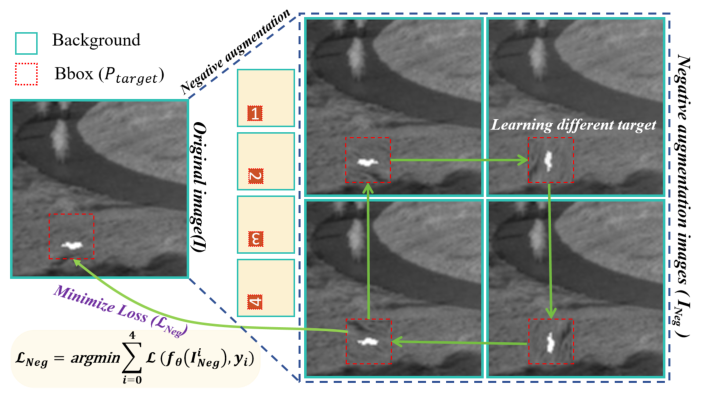 Background
Bbox (P_target)
Negative augmentation
Original image(I)
1
2
3
4
Learning different target
Negative augmentation images ( I_Neg )
Minimize Loss (ℒ_Neg)
ℒ_Neg = argmin ∑_{i=0}^{4} ℒ (f_θ(I^i_Neg), y_i)